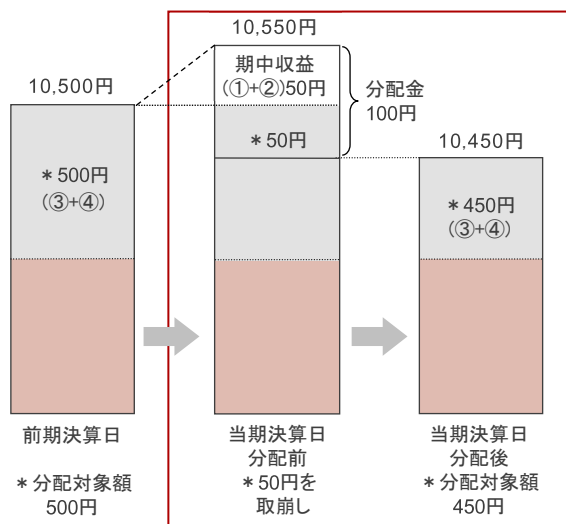 10,550円
期中収益
(①+②)50円
分配金
100円
10,500円
10,450円
＊50円
＊500円
(③+④)
＊450円
(③+④)
前期決算日
＊分配対象額
500円
当期決算日
分配前
＊50円を
取崩し
当期決算日
分配後
＊分配対象額
450円